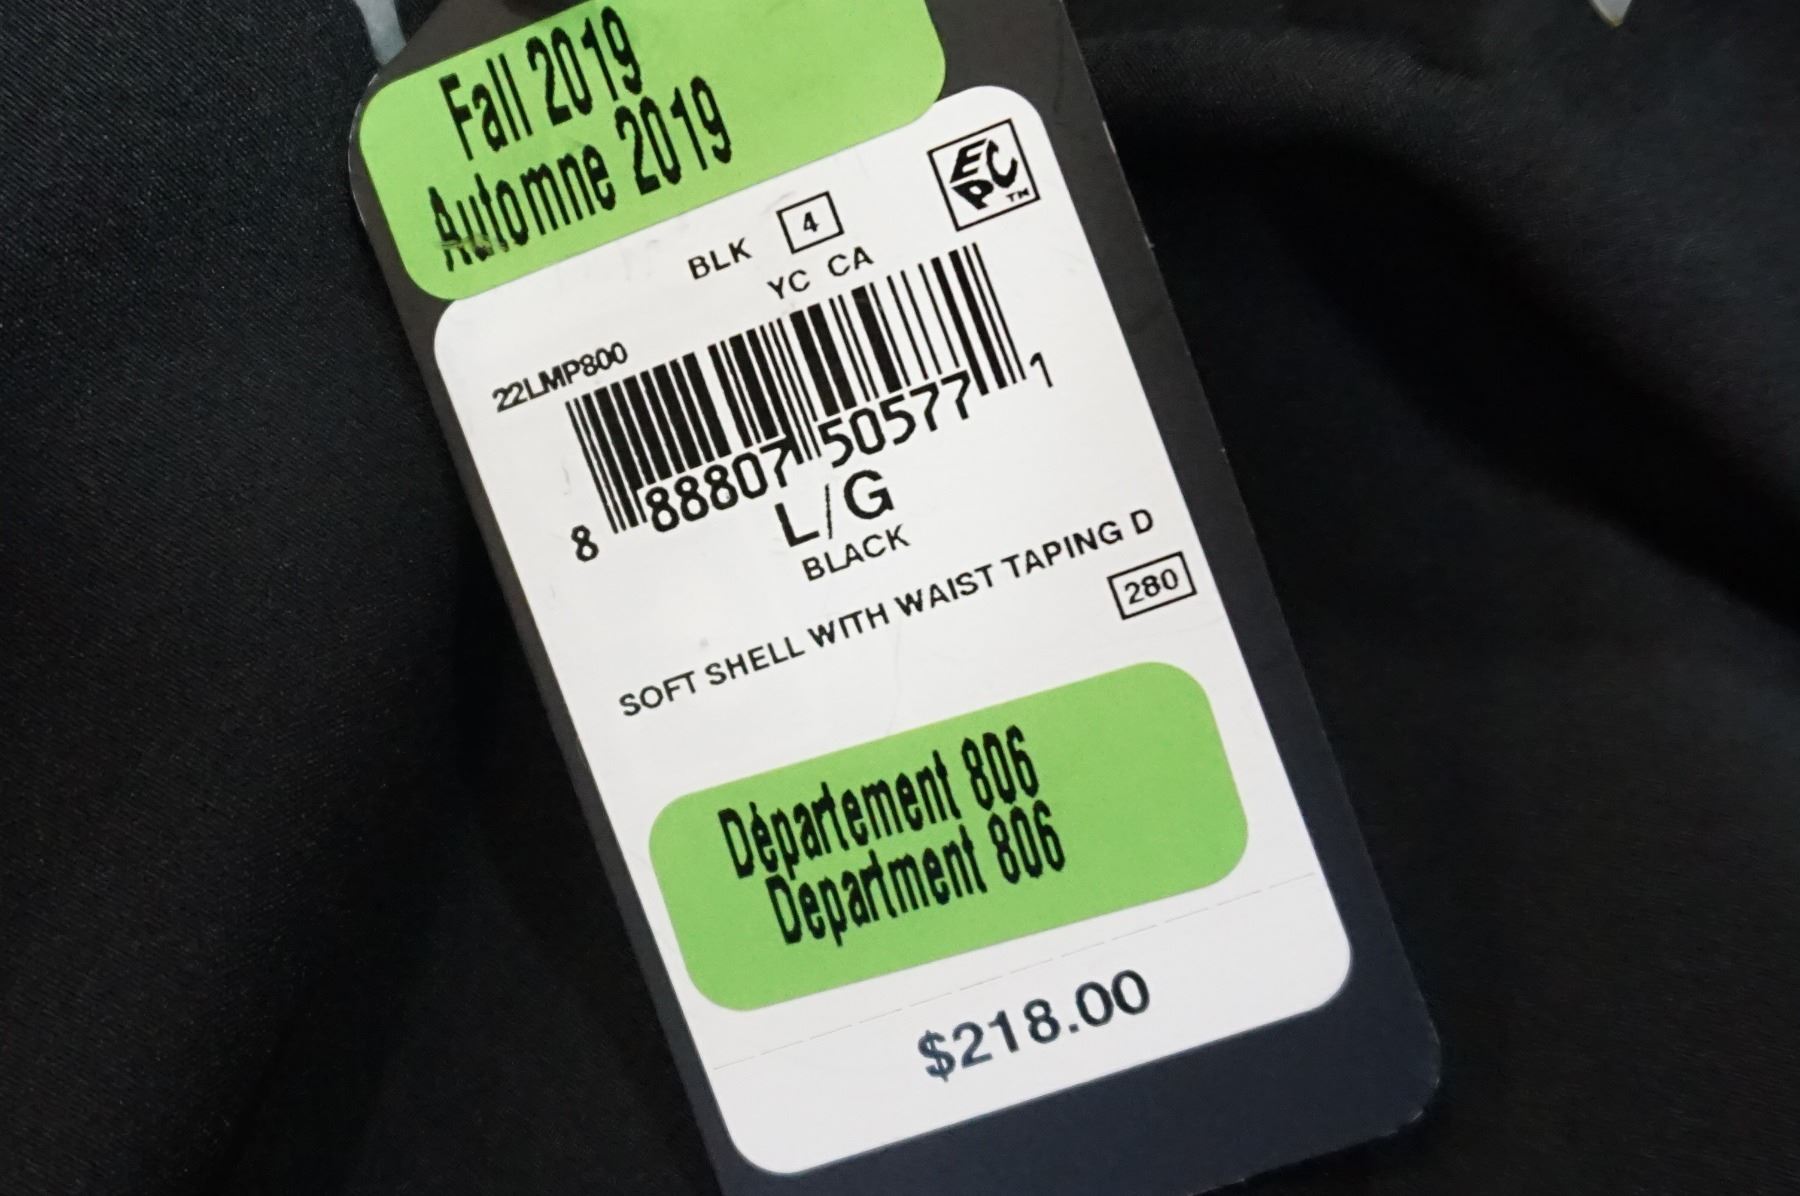 Fall 2019
Automne 2019
EPC™
BLK 4
YC CA
22LMP800
8 88807 50577 1
L/G
BLACK
SOFT SHELL WITH WAIST TAPING D
280
Département 806
Department 806
$218.00